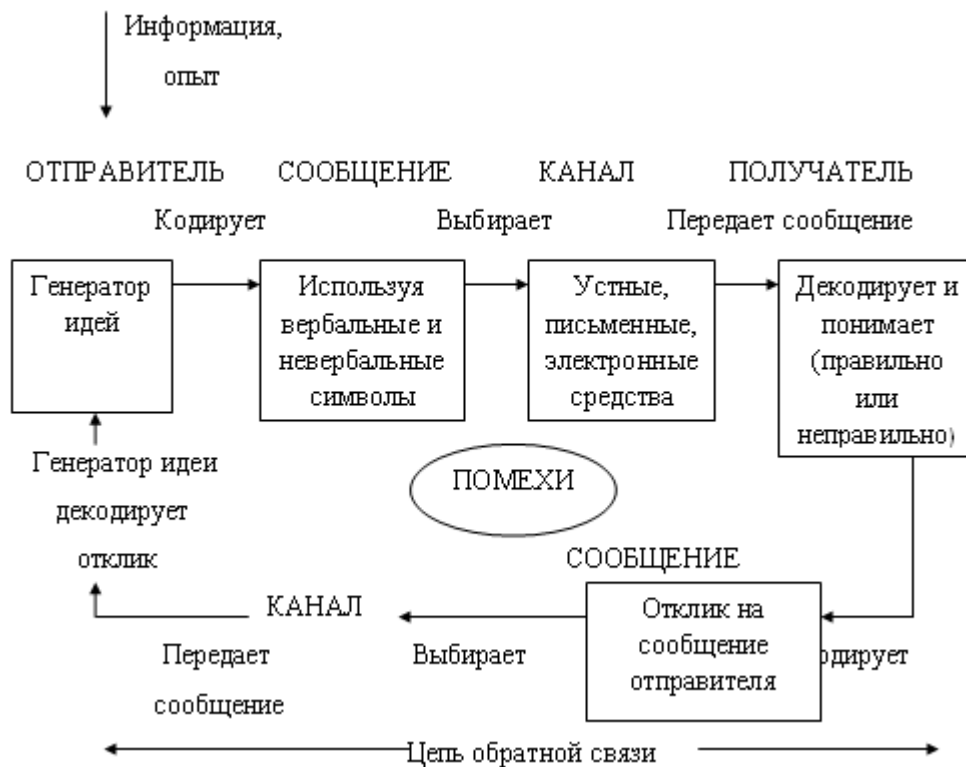 Информация,
опыт
ОТПРАВИТЕЛЬ СООБЩЕНИЕ КАНАЛ ПОЛУЧАТЕЛЬ
Кодирует Выбирает Передает сообщение
Генератор
идей
Используя
вербальные и
невербальные
символы
Устные,
письменные,
электронные
средства
Декодирует и
понимает
(правильно
или
неправильно)
Генератор идеи
декодирует
отклик
ПОМЕХИ
СООБЩЕНИЕ
Отклик на
сообщение
отправителя
КАНАЛ
Передает
сообщение
Выбирает
Цепь обратной связи